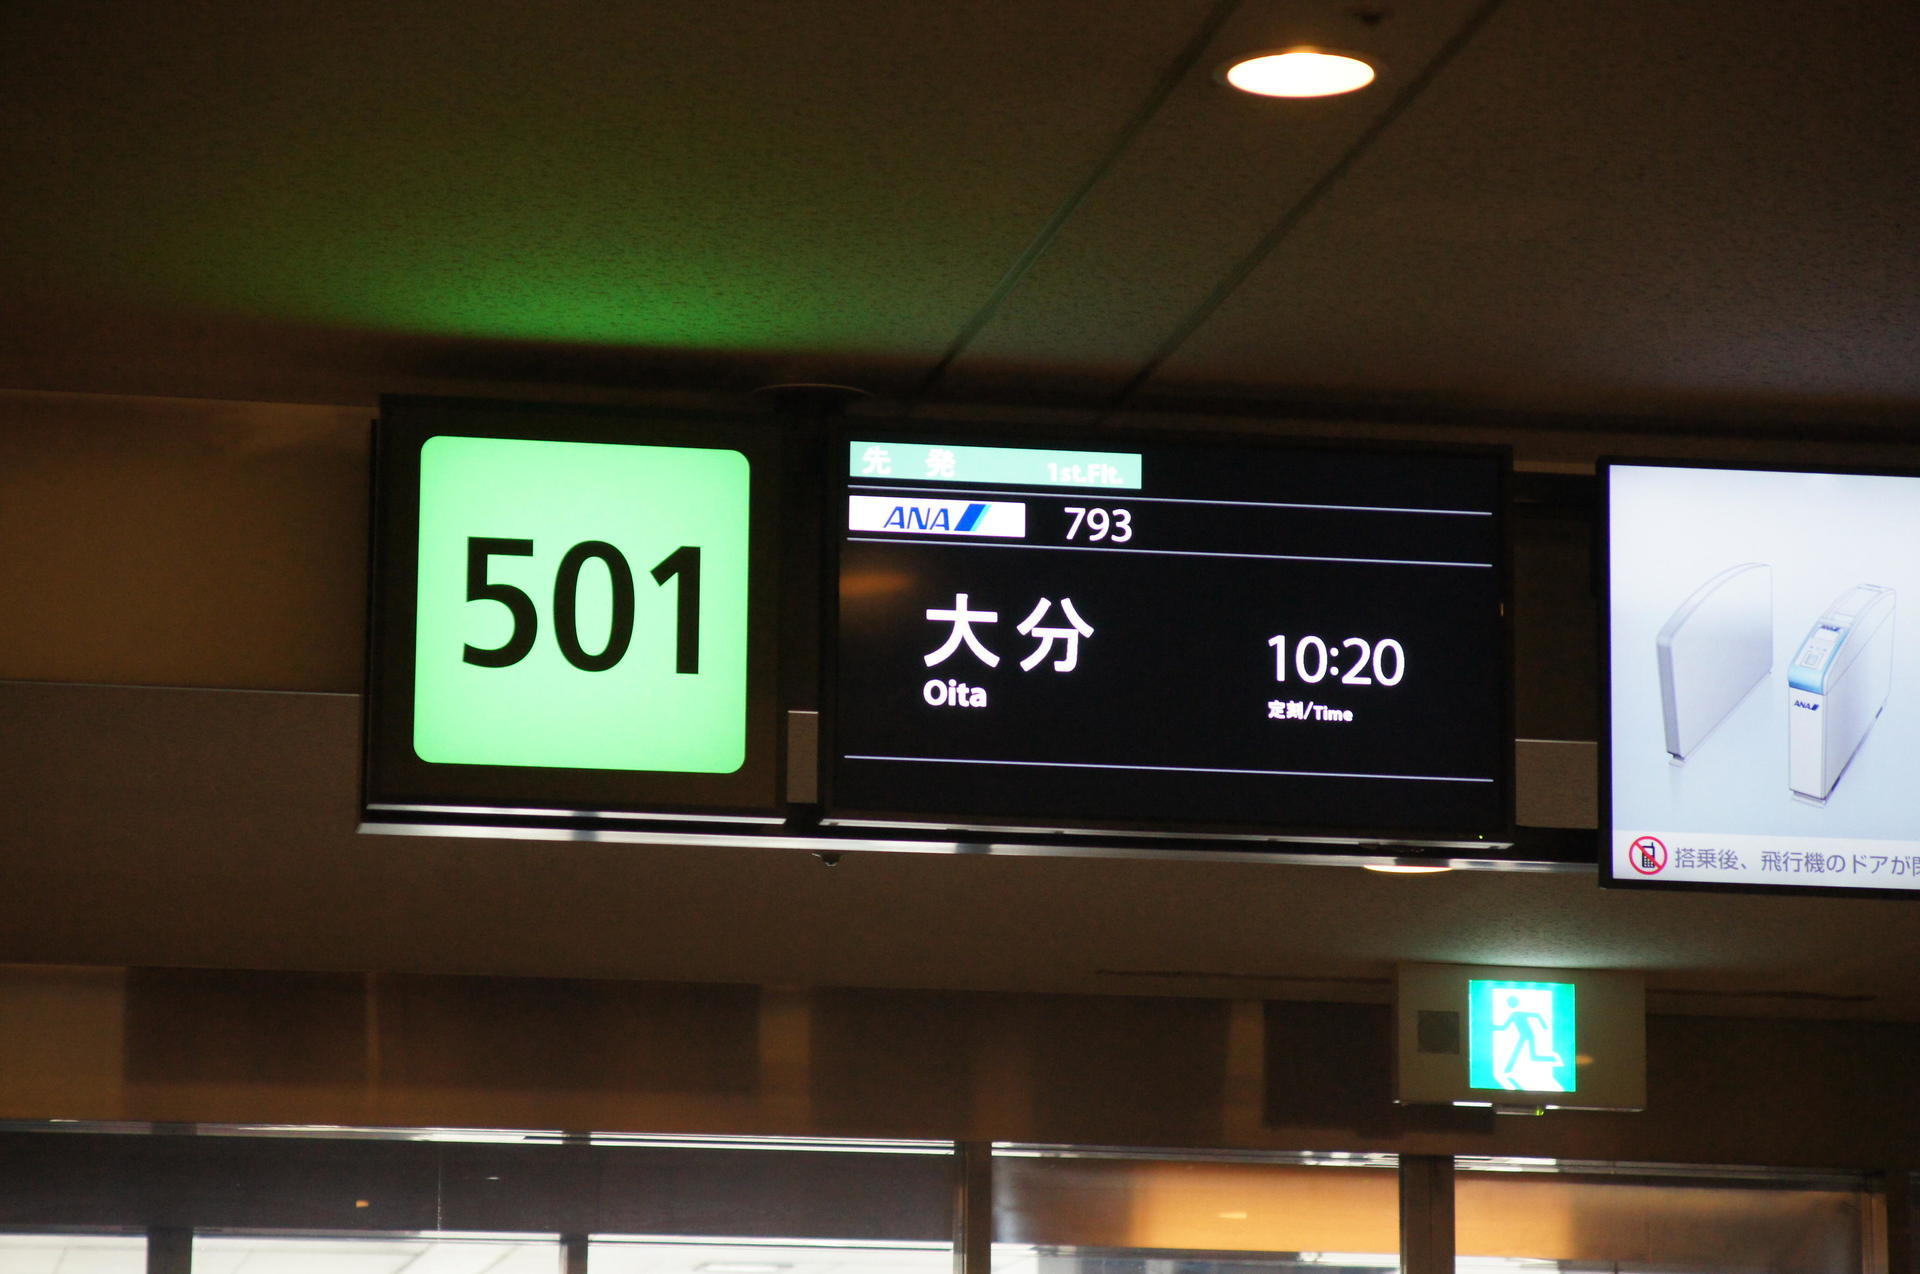 501
先 発 1st.Flt.
ANA 793
大分
Oita
10:20
定刻/Time
ANA
搭乗後、飛行機のドアが